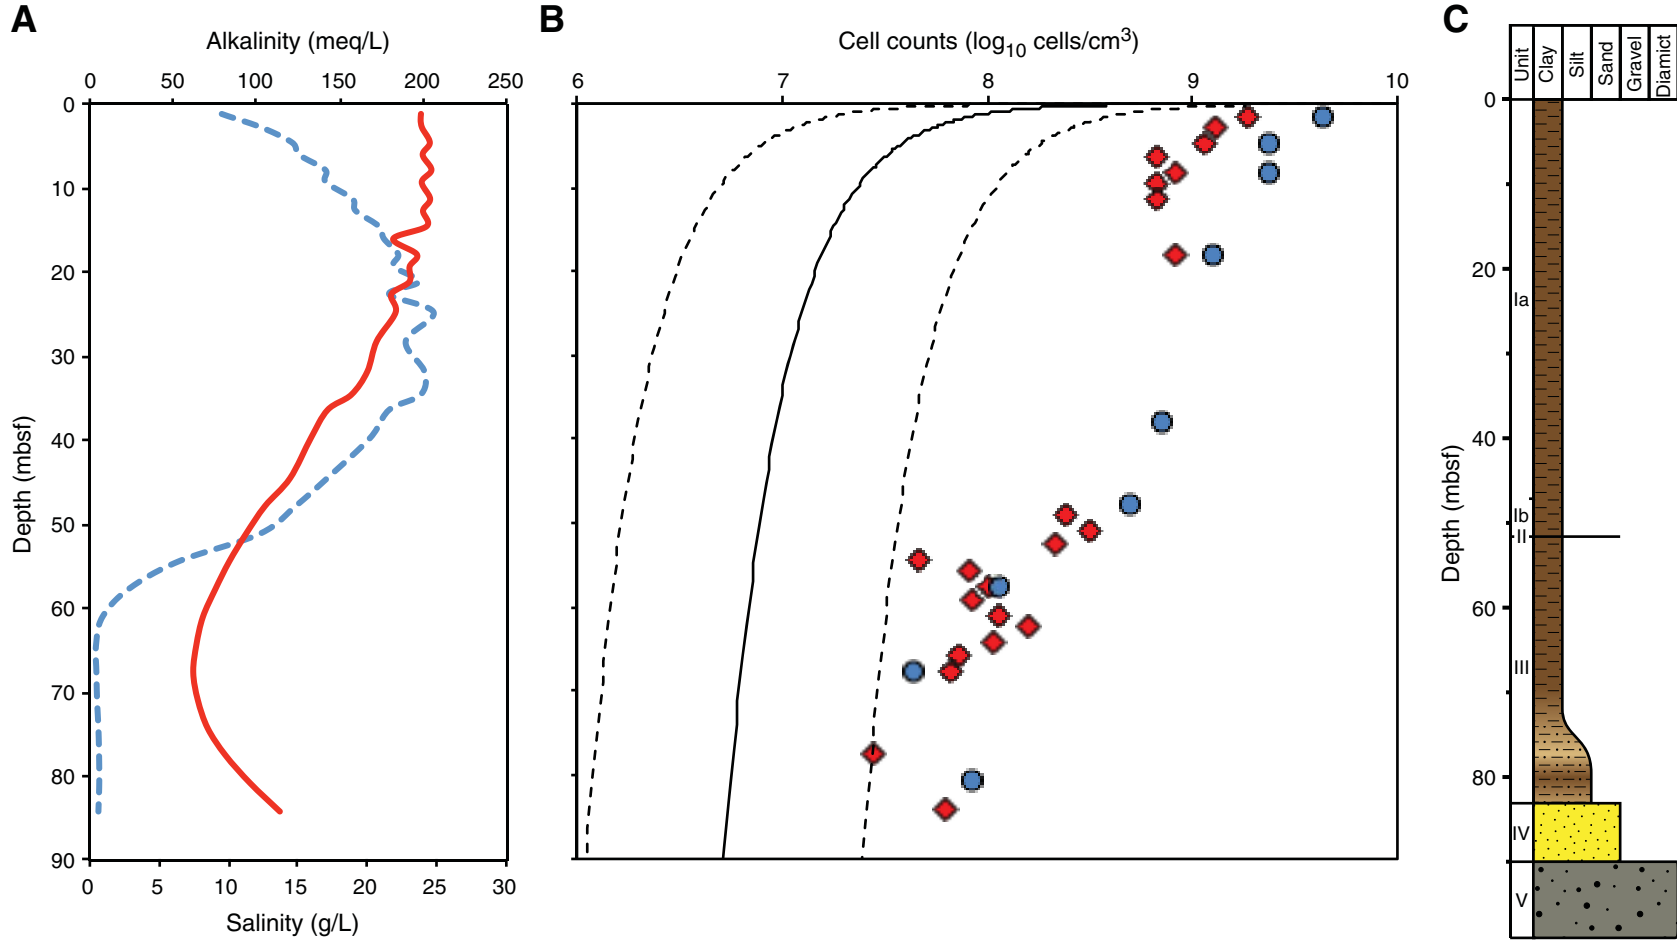 A
Alkalinity (meq/L)
0 50 100 150 200 250
0
10
20
30
40
50
60
70
80
90
Depth (mbsf)
0 5 10 15 20 25 30
Salinity (g/L)
B
Cell counts (log10 cells/cm3)
6 7 8 9 10
C
Unit
Clay
Silt
Sand
Gravel
Diamict
0
20
40
60
80
Depth (mbsf)
Ia
Ib
II
III
IV
V